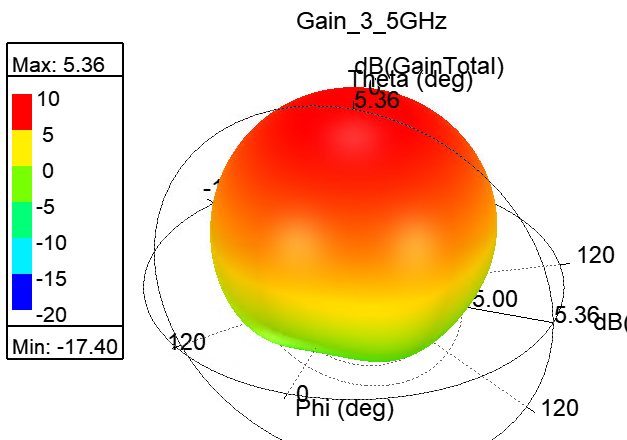 Gain_3_5GHz
Max: 5.36
10
5
0
-5
-10
-15
-20
Min: -17.40
dB(GainTotal)
Theta (deg)
0
5.36
120
5.00
5.36
dB(
120
0
Phi (deg)
120